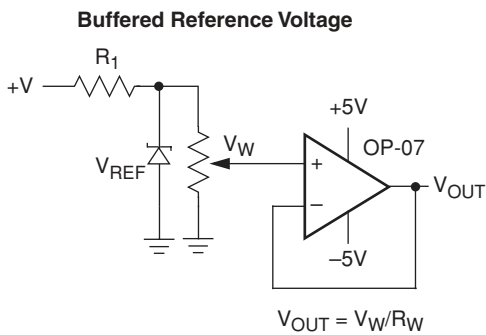 Buffered Reference Voltage
R1
+V
+5V
VW
OP-07
VREF
+
VOUT
–
–5V
VOUT = VW/RW